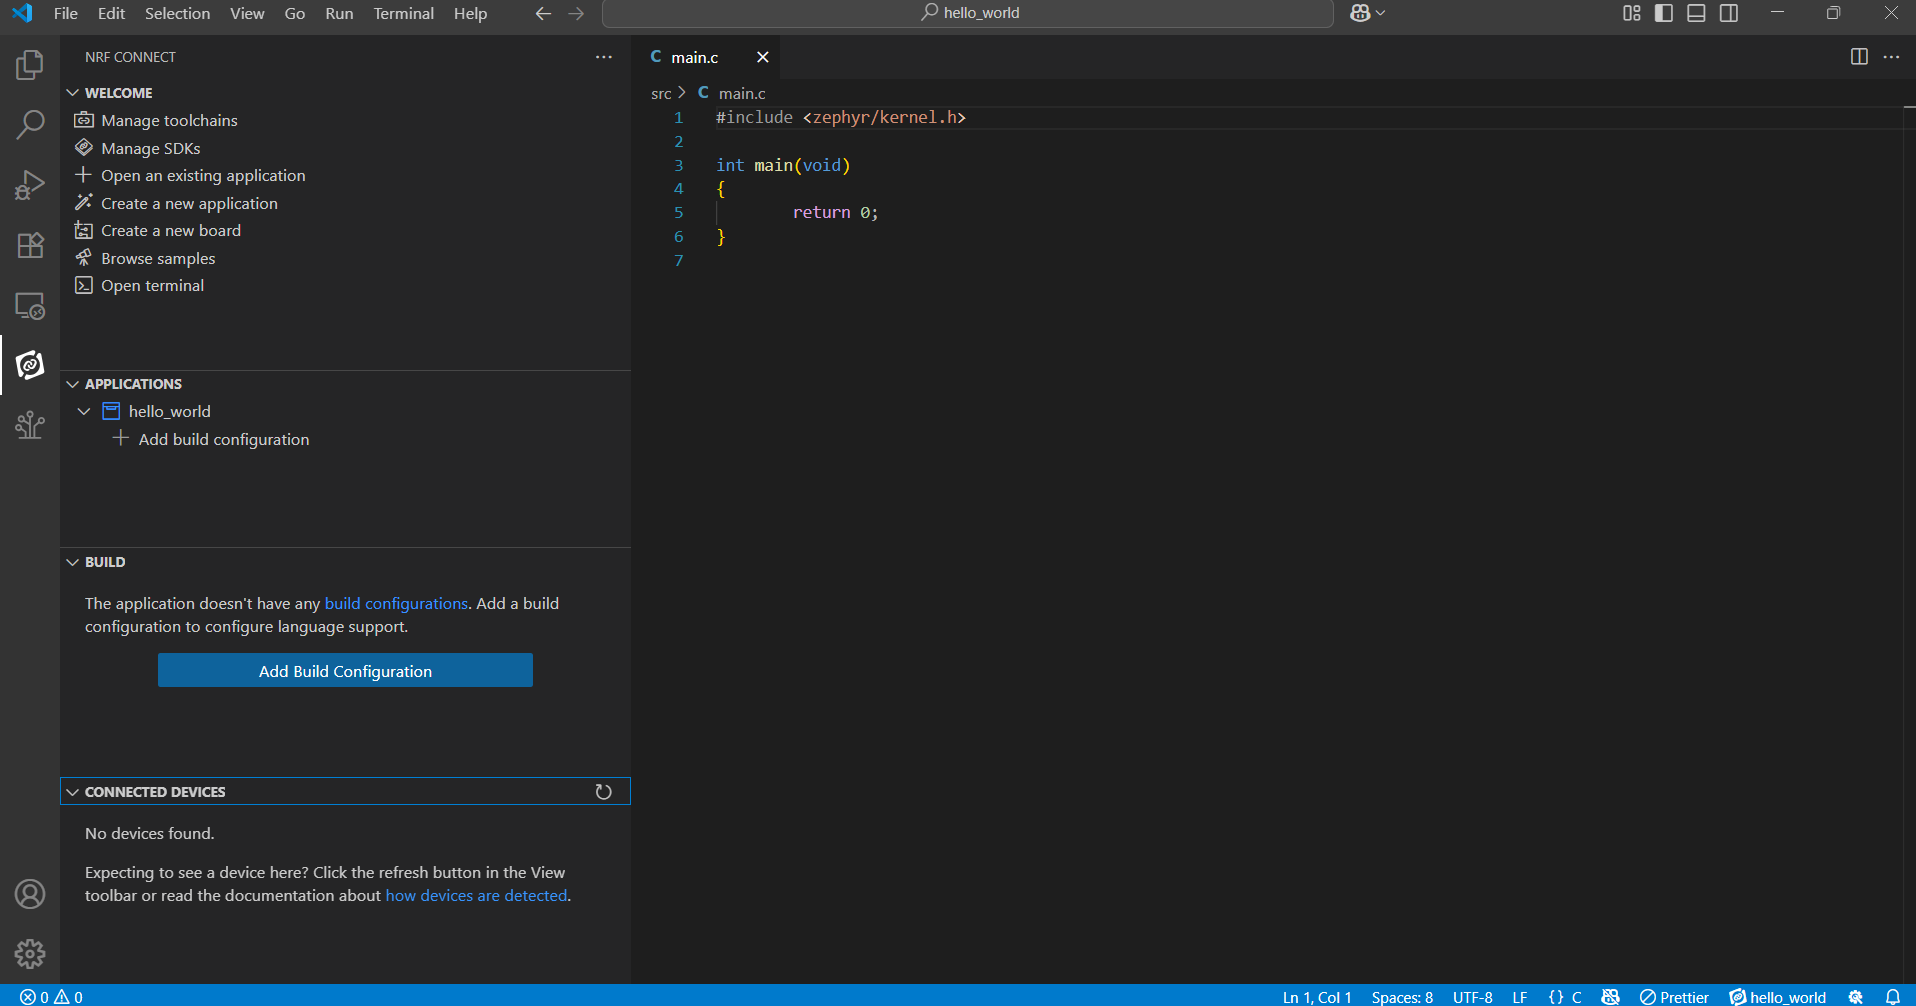 File Edit Selection View Go Run Terminal Help
hello_world
NRF CONNECT
WELCOME
Manage toolchains
Manage SDKs
Open an existing application
Create a new application
Create a new board
Browse samples
Open terminal
APPLICATIONS
hello_world
Add build configuration
BUILD
The application doesn't have any build configurations. Add a build
configuration to configure language support.
Add Build Configuration
CONNECTED DEVICES
No devices found.
Expecting to see a device here? Click the refresh button in the View
toolbar or read the documentation about how devices are detected.
C main.c
src > C main.c
1 #include <zephyr/kernel.h>
2
3 int main(void)
4 {
5 return 0;
6 }
7
0 0
Ln 1, Col 1 Spaces: 8 UTF-8 LF {} C Prettier hello_world